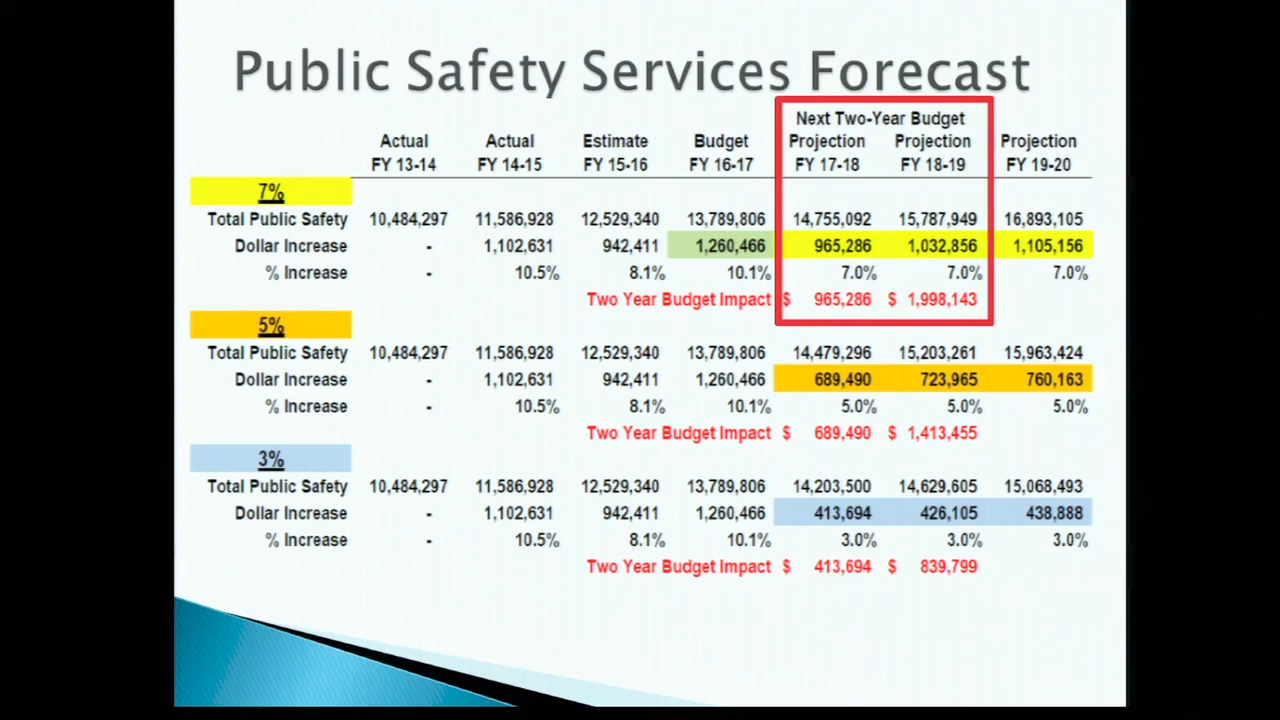 Public Safety Services Forecast
Next Two-Year Budget
Actual Actual Estimate Budget Projection Projection Projection
FY 13-14 FY 14-15 FY 15-16 FY 16-17 FY 17-18 FY 18-19 FY 19-20
7%
Total Public Safety 10,484,297 11,586,928 12,529,340 13,789,806 14,755,092 15,787,949 16,893,105
Dollar Increase - 1,102,631 942,411 1,260,466 965,286 1,032,856 1,105,156
% Increase - 10.5% 8.1% 10.1% 7.0% 7.0% 7.0%
Two Year Budget Impact $ 965,286 $ 1,998,143
5%
Total Public Safety 10,484,297 11,586,928 12,529,340 13,789,806 14,479,296 15,203,261 15,963,424
Dollar Increase - 1,102,631 942,411 1,260,466 689,490 723,965 760,163
% Increase - 10.5% 8.1% 10.1% 5.0% 5.0% 5.0%
Two Year Budget Impact $ 689,490 $ 1,413,455
3%
Total Public Safety 10,484,297 11,586,928 12,529,340 13,789,806 14,203,500 14,629,605 15,068,493
Dollar Increase - 1,102,631 942,411 1,260,466 413,694 426,105 438,888
% Increase - 10.5% 8.1% 10.1% 3.0% 3.0% 3.0%
Two Year Budget Impact $ 413,694 $ 839,799